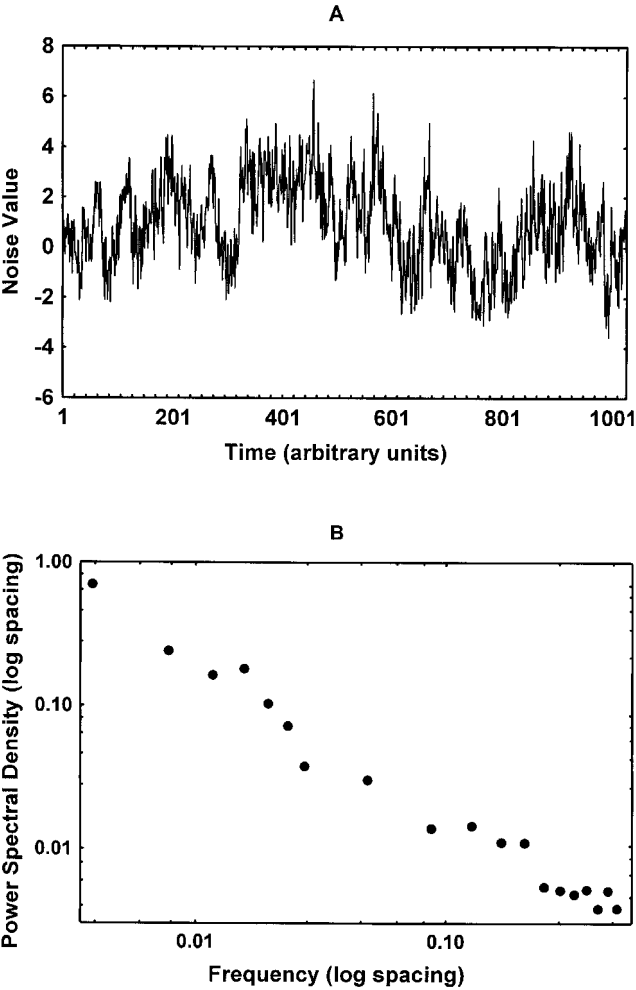 A
8
6
4
2
0
-2
-4
-6
Noise Value
1 201 401 601 801 1001
Time (arbitrary units)
B
1.00
0.10
0.01
Power Spectral Density (log spacing)
0.01 0.10
Frequency (log spacing)